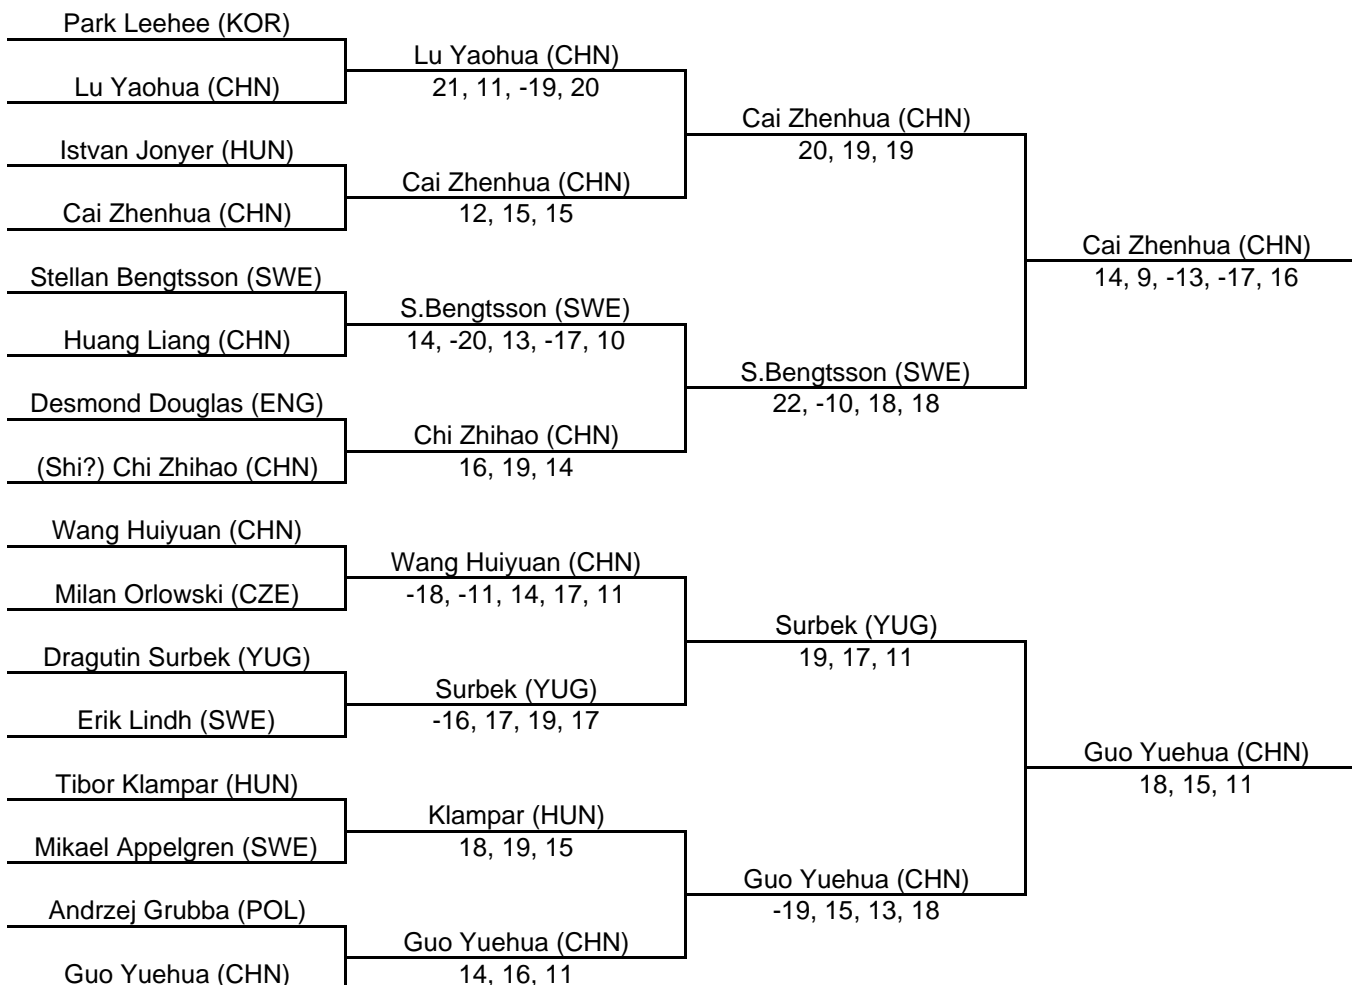 Park Leehee (KOR)
Lu Yaohua (CHN)
Lu Yaohua (CHN)
21, 11, -19, 20
Cai Zhenhua (CHN)
20, 19, 19
Istvan Jonyer (HUN)
Cai Zhenhua (CHN)
12, 15, 15
Cai Zhenhua (CHN)
Cai Zhenhua (CHN)
14, 9, -13, -17, 16
Stellan Bengtsson (SWE)
S.Bengtsson (SWE)
14, -20, 13, -17, 10
Huang Liang (CHN)
S.Bengtsson (SWE)
22, -10, 18, 18
Desmond Douglas (ENG)
Chi Zhihao (CHN)
16, 19, 14
(Shi?) Chi Zhihao (CHN)
Wang Huiyuan (CHN)
Wang Huiyuan (CHN)
-18, -11, 14, 17, 11
Milan Orlowski (CZE)
Surbek (YUG)
19, 17, 11
Dragutin Surbek (YUG)
Surbek (YUG)
-16, 17, 19, 17
Erik Lindh (SWE)
Guo Yuehua (CHN)
18, 15, 11
Tibor Klampar (HUN)
Klampar (HUN)
18, 19, 15
Mikael Appelgren (SWE)
Guo Yuehua (CHN)
-19, 15, 13, 18
Andrzej Grubba (POL)
Guo Yuehua (CHN)
14, 16, 11
Guo Yuehua (CHN)